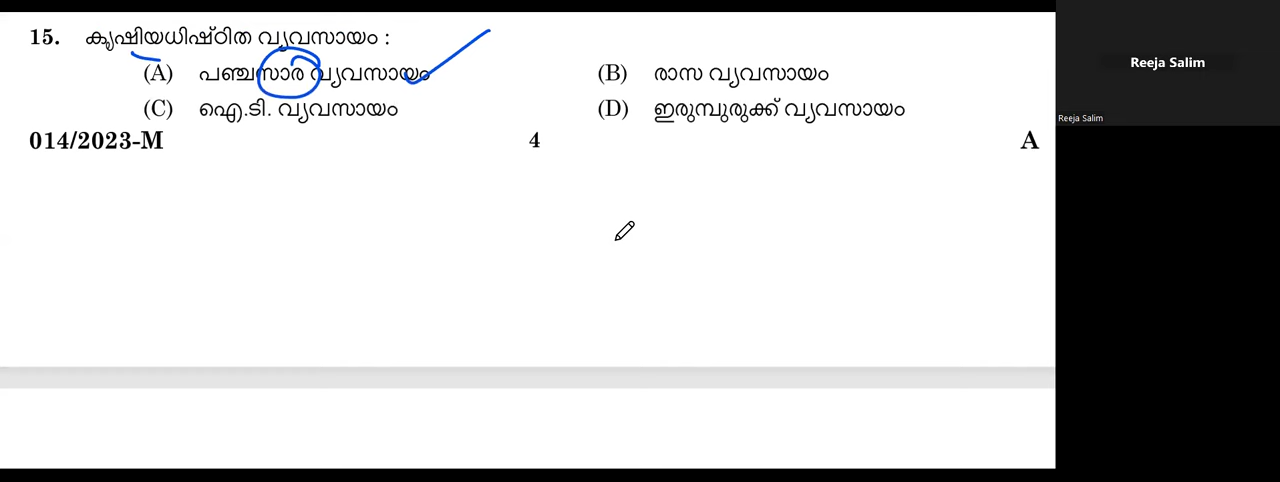 15. കൃഷിയധിഷ്ഠിത വ്യവസായം :
(A) പഞ്ചസാര വ്യവസായം (B) രാസ വ്യവസായം
(C) ഐ.ടി. വ്യവസായം (D) ഇരുമ്പുരുക്ക് വ്യവസായം
014/2023-M 4 A
Reeja Salim
Reeja Salim